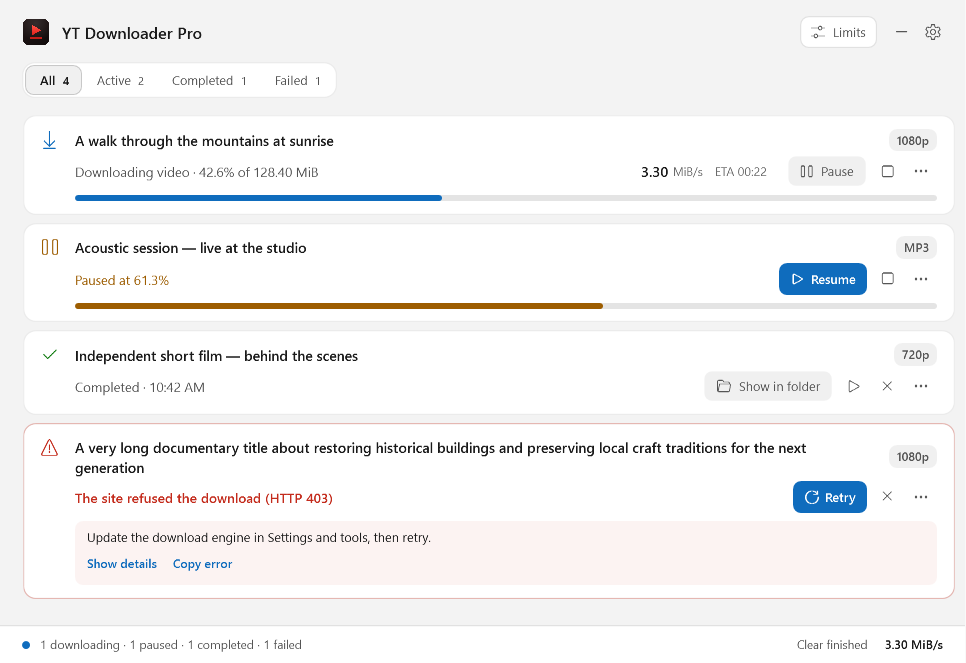 YT Downloader Pro
Limits
All 4 Active 2 Completed 1 Failed 1
A walk through the mountains at sunrise
1080p
Downloading video · 42.6% of 128.40 MiB
3.30 MiB/s ETA 00:22 Pause
Acoustic session — live at the studio
MP3
Paused at 61.3%
Resume
Independent short film — behind the scenes
720p
Completed · 10:42 AM
Show in folder
A very long documentary title about restoring historical buildings and preserving local craft traditions for the next
generation
1080p
The site refused the download (HTTP 403)
Retry
Update the download engine in Settings and tools, then retry.
Show details Copy error
1 downloading · 1 paused · 1 completed · 1 failed
Clear finished 3.30 MiB/s